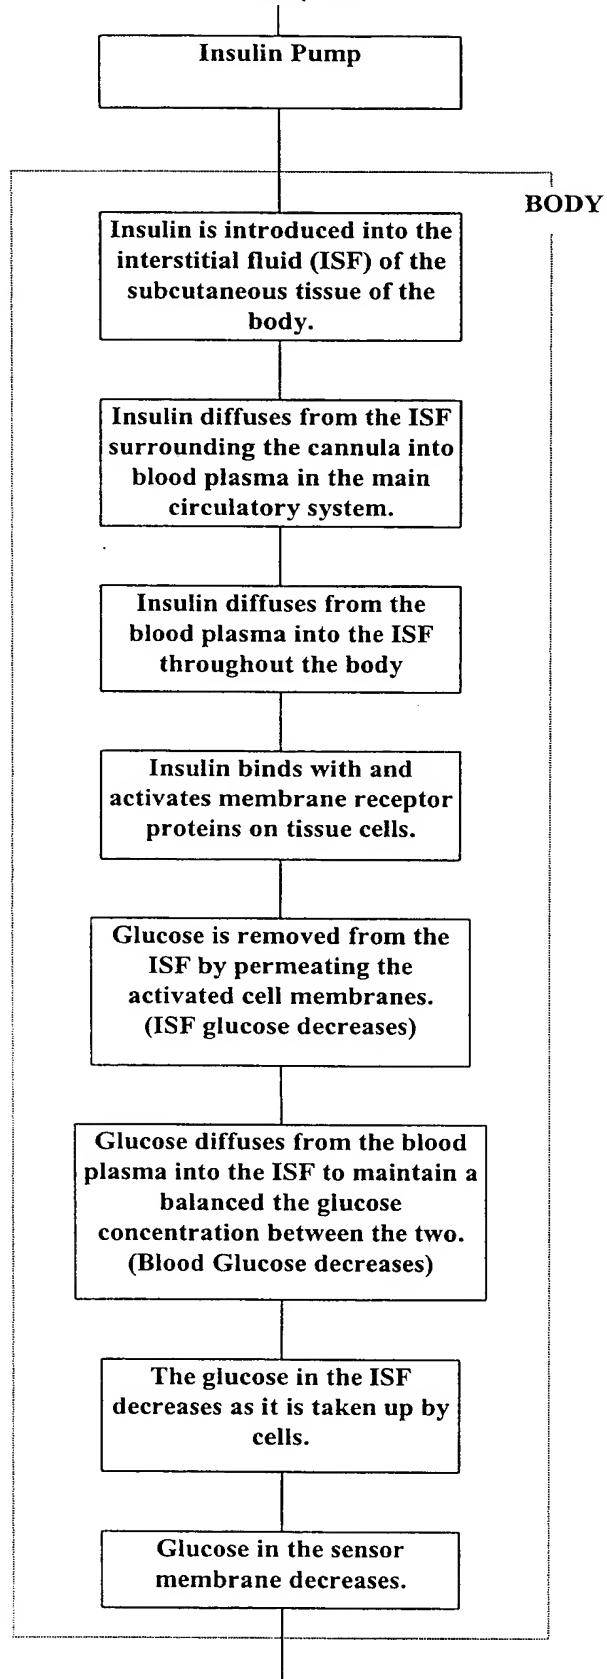 Insulin Pump
BODY
Insulin is introduced into the
interstitial fluid (ISF) of the
subcutaneous tissue of the
body.
Insulin diffuses from the ISF
surrounding the cannula into
blood plasma in the main
circulatory system.
Insulin diffuses from the
blood plasma into the ISF
throughout the body
Insulin binds with and
activates membrane receptor
proteins on tissue cells.
Glucose is removed from the
ISF by permeating the
activated cell membranes.
(ISF glucose decreases)
Glucose diffuses from the blood
plasma into the ISF to maintain a
balanced the glucose
concentration between the two.
(Blood Glucose decreases)
The glucose in the ISF
decreases as it is taken up by
cells.
Glucose in the sensor
membrane decreases.